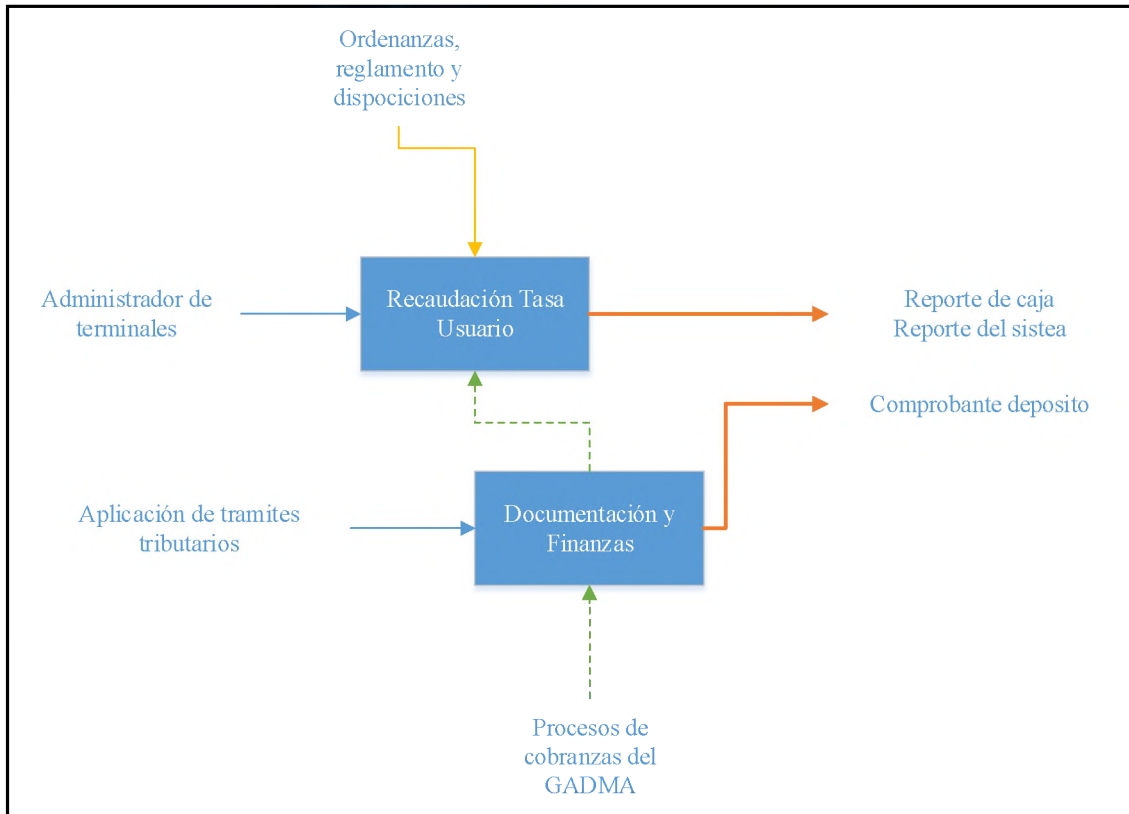 Ordenanzas,
reglamento y
dispociciones
Administrador de
terminales
Recaudación Tasa
Usuario
Reporte de caja
Reporte del sistea
Comprobante deposito
Aplicación de tramites
tributarios
Documentación y
Finanzas
Procesos de
cobranzas del
GADMA